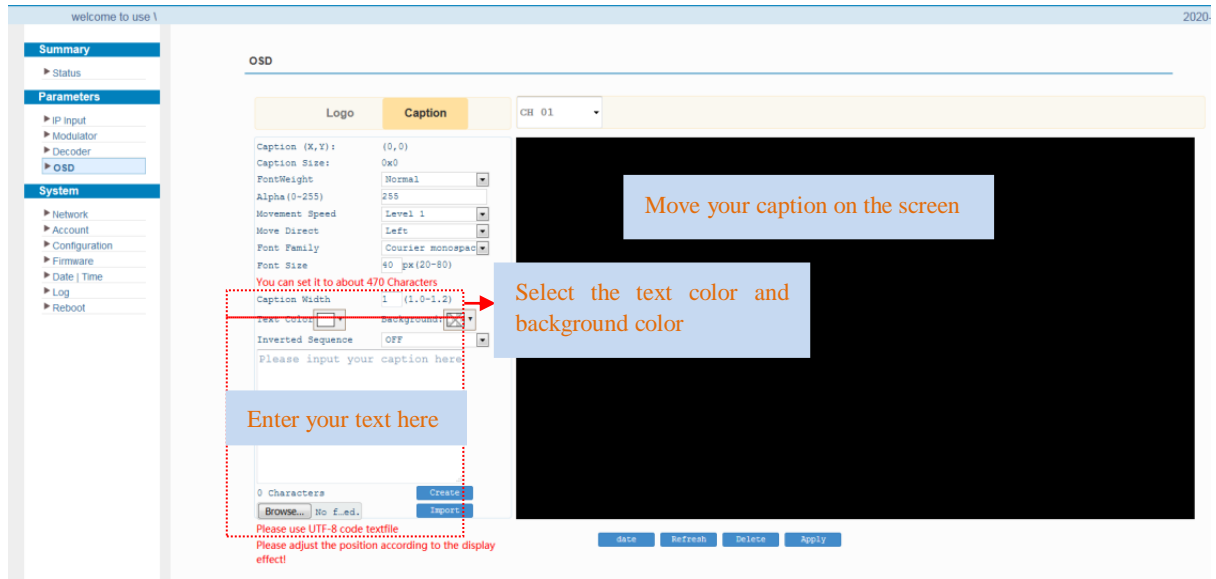 welcome to use \
2020-
Summary
Status
Parameters
IP Input
Modulator
Decoder
OSD
System
Network
Account
Configuration
Firmware
Date | Time
Log
Reboot
OSD
Logo Caption CH 01
Caption (X,Y): (0,0)
Caption Size: 0x0
FontWeight Normal
Alpha(0-255) 255
Movement Speed Level 1
Move Direct Left
Font Family Courier monospac
Font Size 40 px(20-80)
You can set it to about 470 Characters
Caption Width 1 (1.0-1.2)
Text Color Background:
Inverted Sequence OFF
Please input your caption here
Enter your text here
0 Characters Create
Browse... No f…ed. Import
Please use UTF-8 code textfile
Please adjust the position according to the display
effect!
Move your caption on the screen
Select the text color and
background color
date Refresh Delete Apply